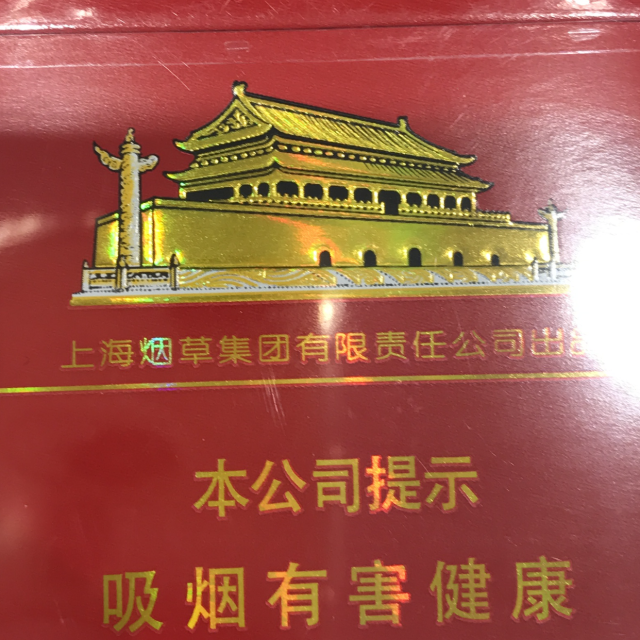 上海烟草集团有限责任公司出品
本公司提示
吸烟有害健康